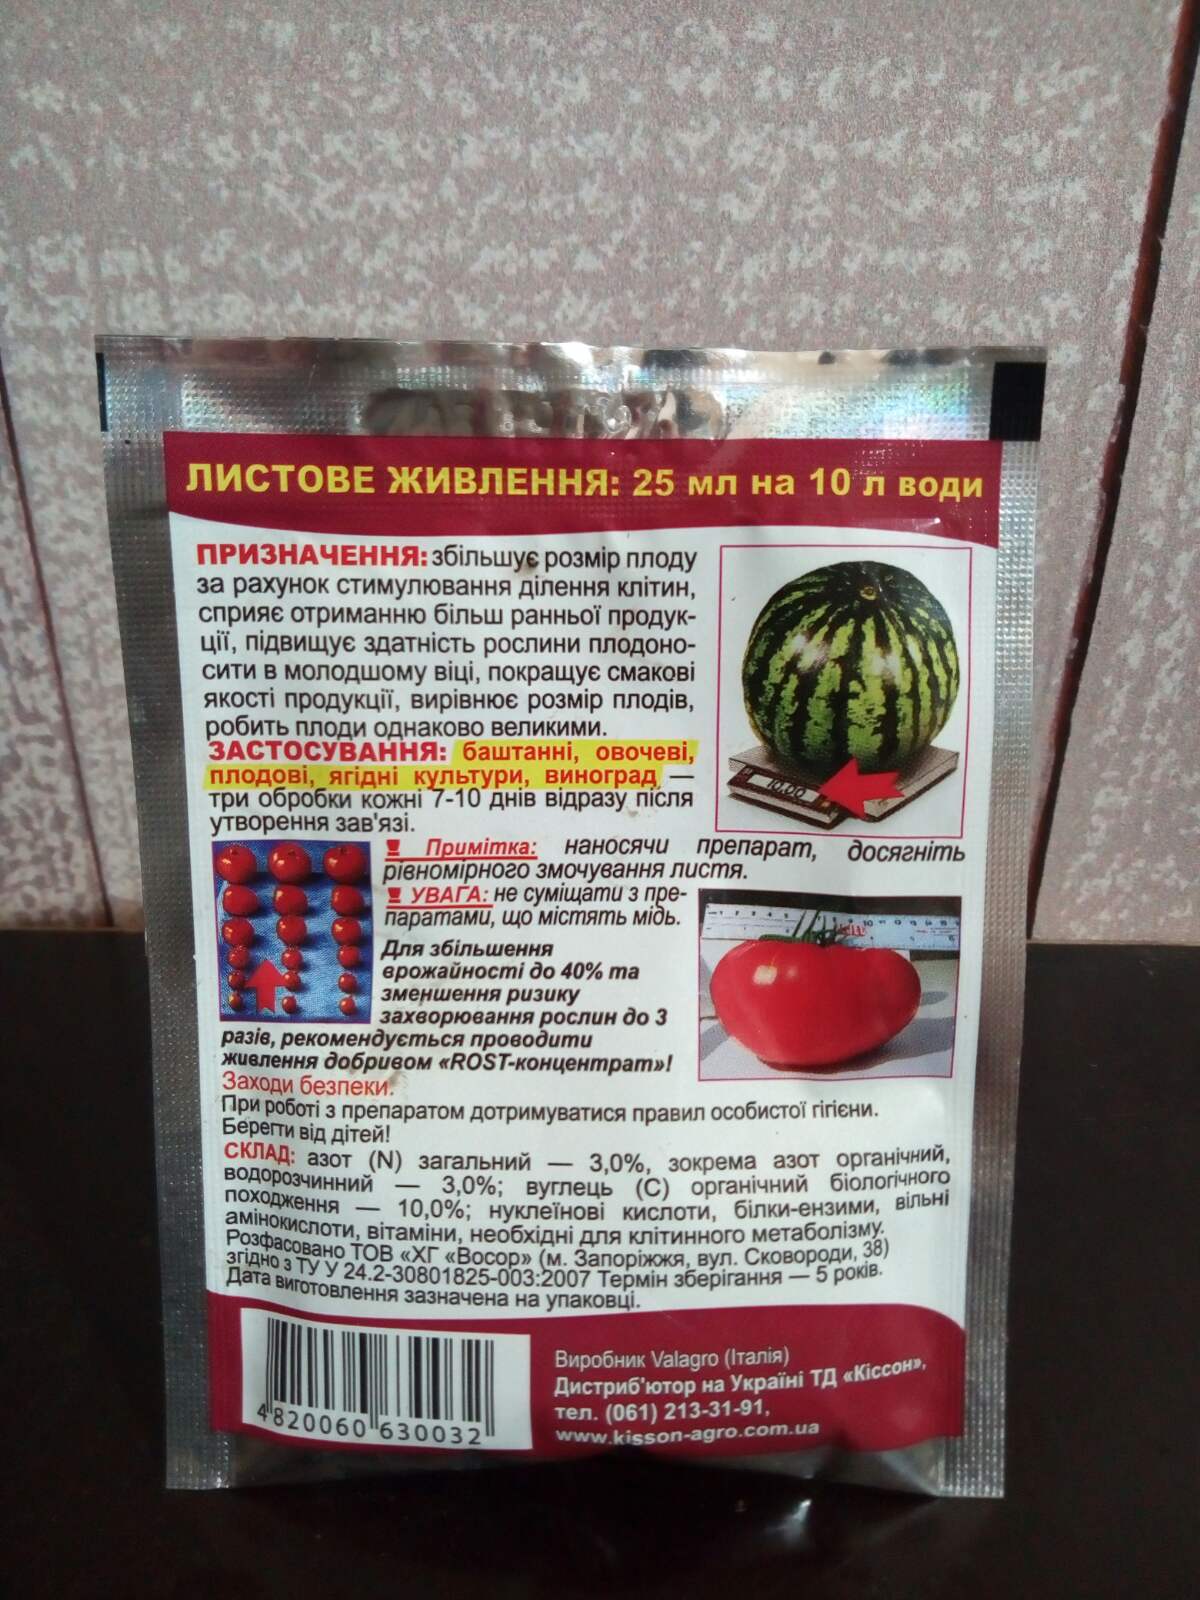 ЛИСТОВЕ ЖИВЛЕННЯ: 25 мл на 10 л води
ПРИЗНАЧЕННЯ: збільшує розмір плоду
за рахунок стимулювання ділення клітин,
сприяє отриманню більш ранньої продук-
ції, підвищує здатність рослини плодоно-
сити в молодшому віці, покращує смакові
якості продукції, вирівнює розмір плодів,
робить плоди однаково великими.
ЗАСТОСУВАННЯ: баштанні, овочеві,
плодові, ягідні культури, виноград —
три обробки кожні 7-10 днів відразу після
утворення зав'язі.
10.00
Примітка: наносячи препарат, досягніть
рівномірного змочування листя.
УВАГА: не суміщати з пре-
паратами, що містять мідь.
Для збільшення
врожайності до 40% та
зменшення ризику
захворювання рослин до 3
разів, рекомендується проводити
живлення добривом «ROST-концентрат»!
Заходи безпеки.
При роботі з препаратом дотримуватися правил особистої гігієни.
Берегти від дітей!
СКЛАД: азот (N) загальний — 3,0%, зокрема азот органічний,
водорозчинний — 3,0%; вуглець (С) органічний біологічного
походження — 10,0%; нуклеїнові кислоти, білки-ензими, вільні
амінокислоти, вітаміни, необхідні для клітинного метаболізму.
Розфасовано ТОВ «ХГ «Восор» (м. Запоріжжя, вул. Сковороди, 38)
згідно з ТУ У 24.2-30801825-003:2007 Термін зберігання — 5 років.
Дата виготовлення зазначена на упаковці.
4820060630032
Виробник Valagro (Італія)
Дистриб'ютор на Україні ТД «Кіссон»,
тел. (061) 213-31-91,
www.kisson-agro.com.ua